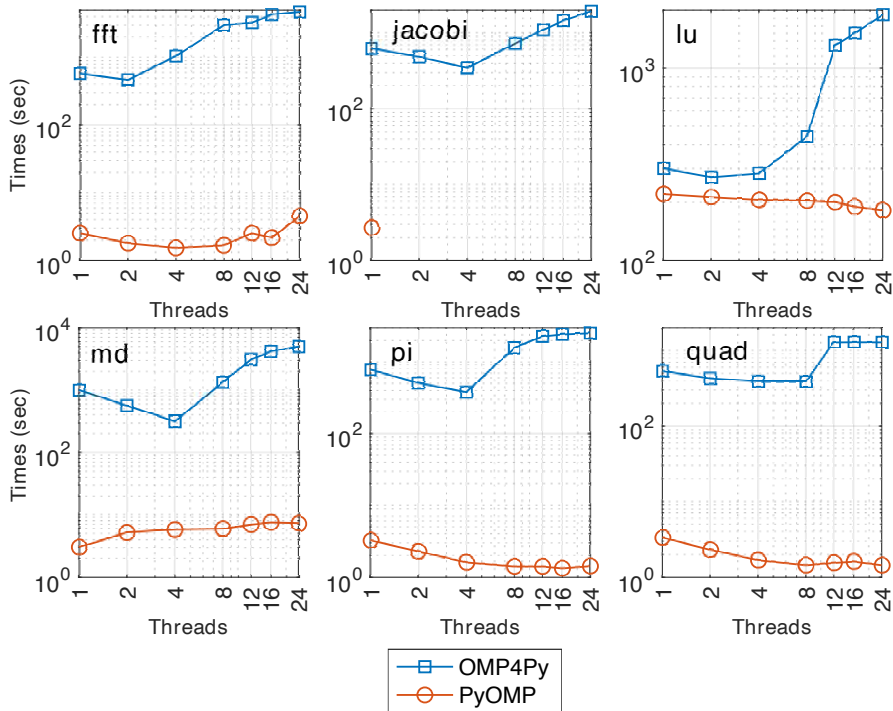 fft
jacobi
lu
Times (sec)
10^2
10^0
1 2 4 8 12 16 24
Threads
10^2
10^0
1 2 4 8 12 16 24
Threads
10^3
10^2
1 2 4 8 12 16 24
Threads
md
pi
quad
Times (sec)
10^4
10^2
10^0
1 2 4 8 12 16 24
Threads
10^2
10^0
1 2 4 8 12 16 24
Threads
10^2
10^0
1 2 4 8 12 16 24
Threads
OMP4Py
PyOMP